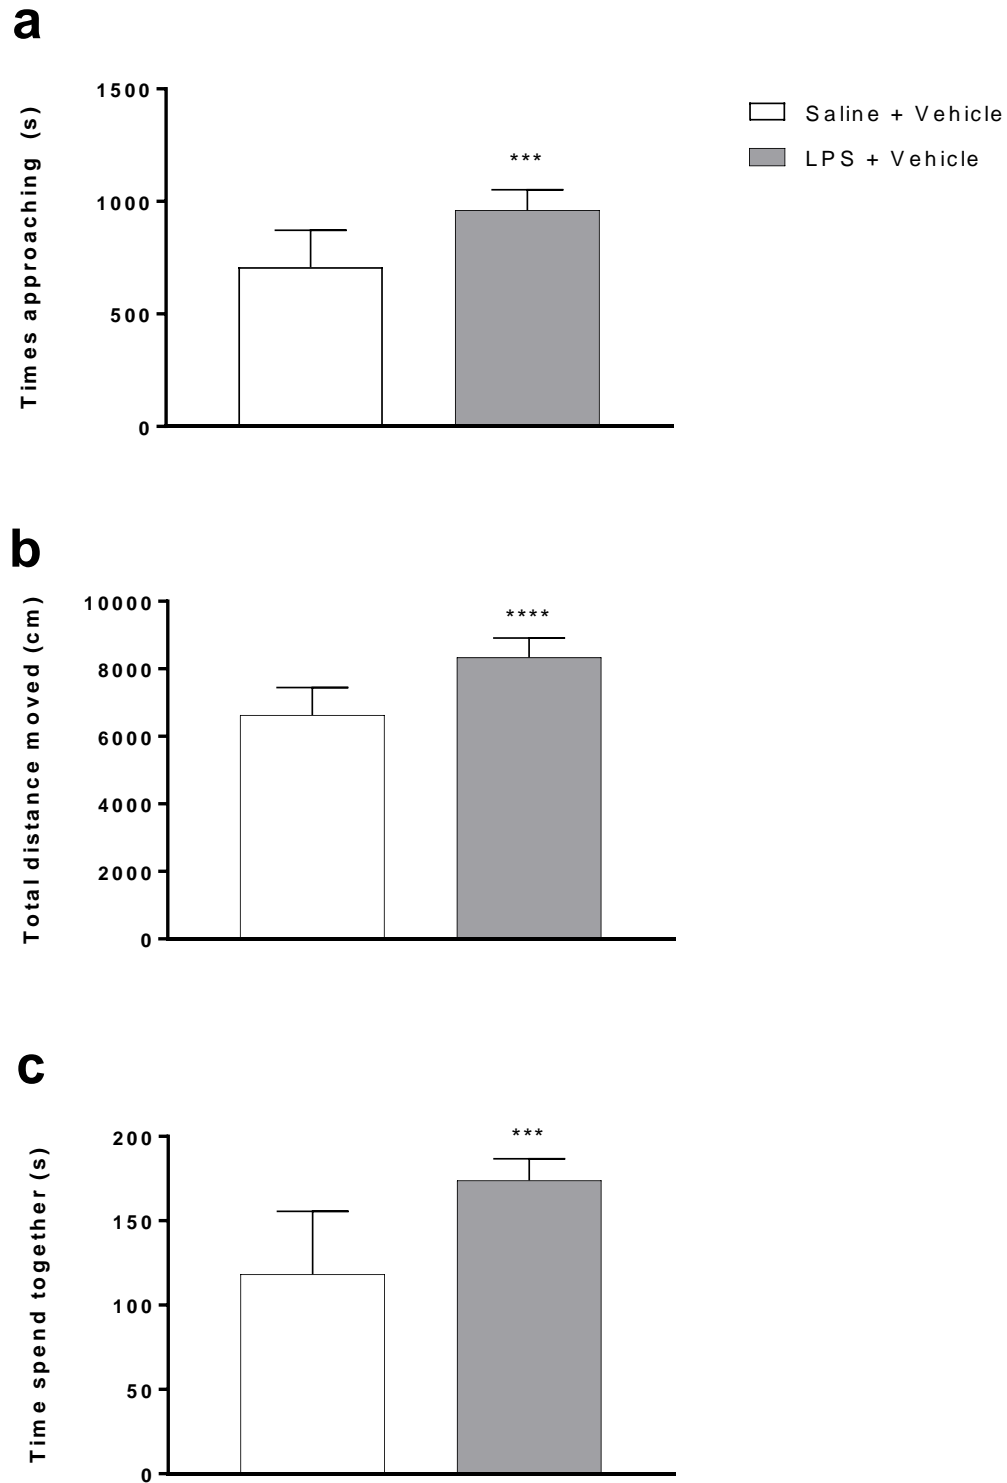 a
Times approaching (s)
1500
1000
500
0
***
Saline + Vehicle
LPS + Vehicle
b
Total distance moved (cm)
10000
8000
6000
4000
2000
0
****
c
Time spend together (s)
200
150
100
50
0
***